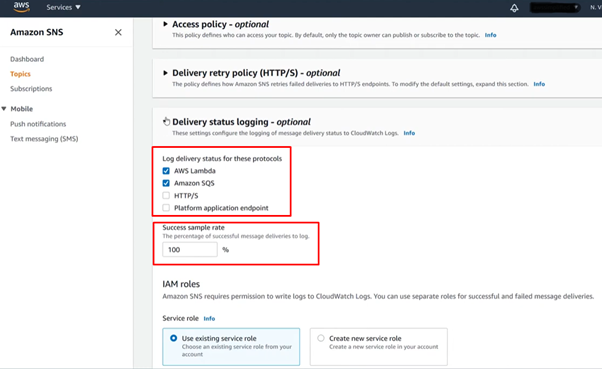 aws
Services
N. Vi
Amazon SNS
Dashboard
Topics
Subscriptions
Mobile
Push notifications
Text messaging (SMS)
Access policy - optional
This policy defines who can access your topic. By default, only the topic owner can publish or subscribe to the topic. Info
Delivery retry policy (HTTP/S) - optional
The policy defines how Amazon SNS retries failed deliveries to HTTP/S endpoints. To modify the default settings, expand this section. Info
Delivery status logging - optional
These settings configure the logging of message delivery status to CloudWatch Logs. Info
Log delivery status for these protocols
AWS Lambda
Amazon SQS
HTTP/S
Platform application endpoint
Success sample rate
The percentage of successful message deliveries to log.
100 %
IAM roles
Amazon SNS requires permission to write logs to CloudWatch Logs. You can use separate roles for successful and failed message deliveries.
Service role Info
Use existing service role
Choose an existing service role from your
account
Create new service role
Create a new service role in your account